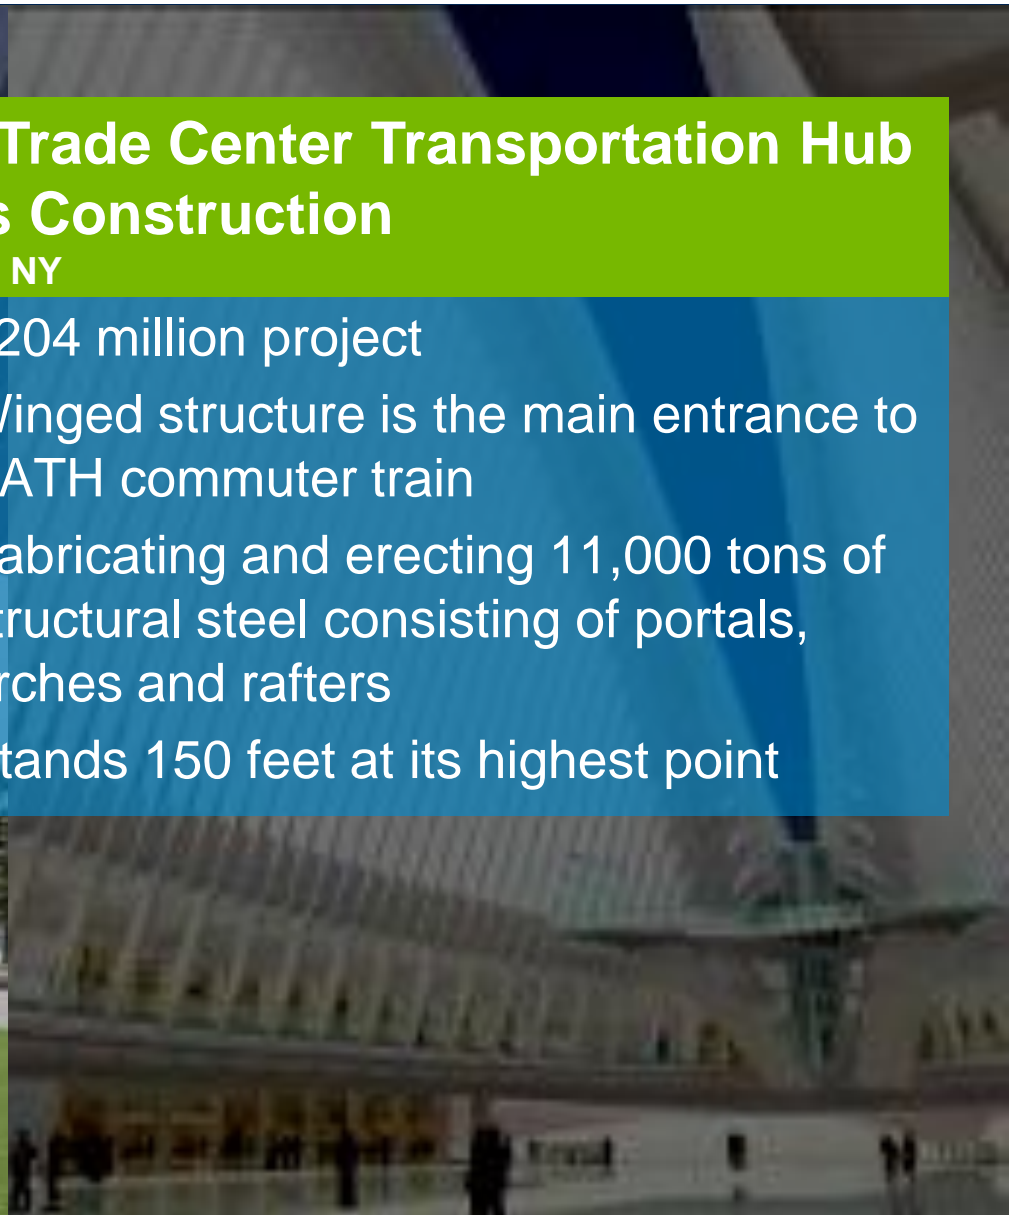 Trade Center Transportation Hub
s Construction
NY
204 million project
inged structure is the main entrance to
ATH commuter train
abricating and erecting 11,000 tons of
tructural steel consisting of portals,
rches and rafters
tands 150 feet at its highest point